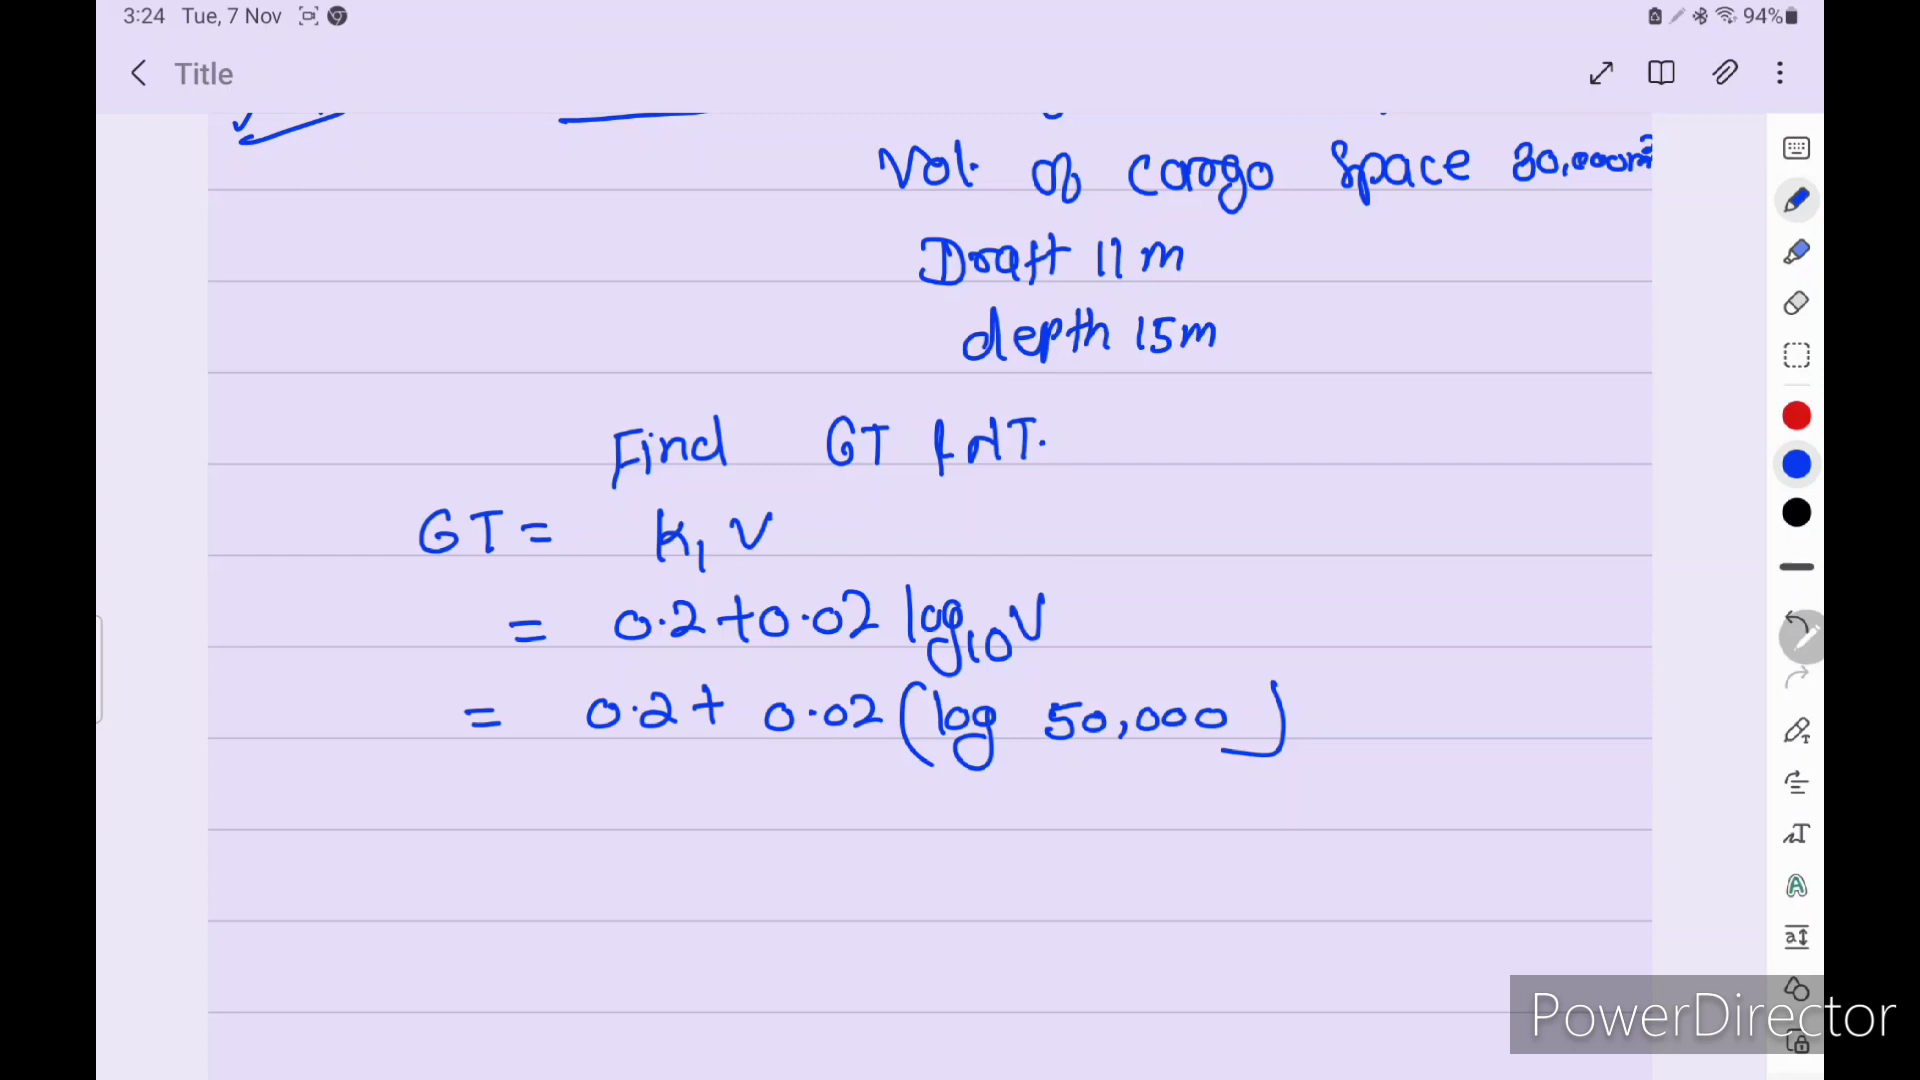 3:24 Tue, 7 Nov 94%
Title
Vol. of cargo space 30,000m³
Draft 11 m
depth 15m
Find GT & NT.
GT = K₁ V
= 0.2+0.02 log₁₀V
= 0.2+ 0.02 (log 50,000)
PowerDirector